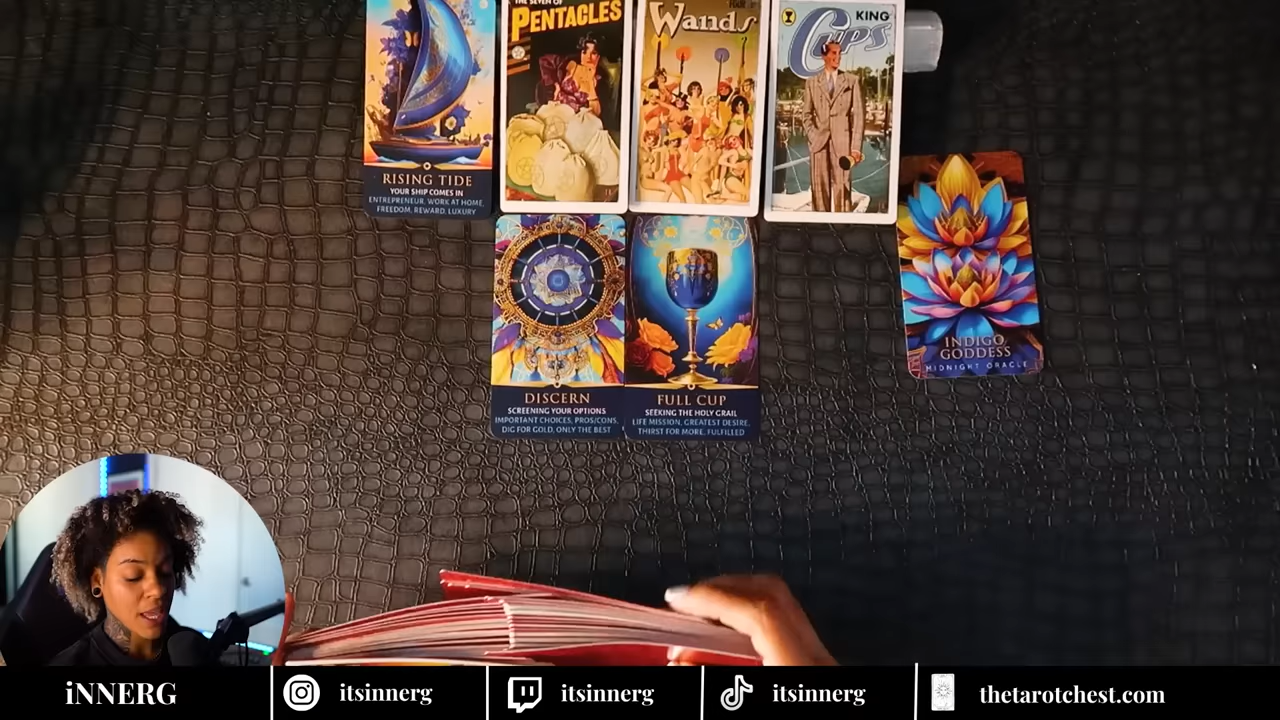 THE SEVEN OF
PENTACLES
Wands
KING
Cups
RISING TIDE
YOUR SHIP COMES IN
ENTREPRENEUR, WORK AT HOME,
FREEDOM, REWARD, LUXURY
INDIGO
GODDESS
MIDNIGHT ORACLE
DISCERN
SCREENING YOUR OPTIONS
IMPORTANT CHOICES, PROS/CONS,
DIG FOR GOLD, ONLY THE BEST
FULL CUP
SEEKING THE HOLY GRAIL
LIFE MISSION, GREATEST DESIRE,
THIRST FOR MORE, FULFILLED
iNNERG
itsinnerg
itsinnerg
itsinnerg
thetarotchest.com